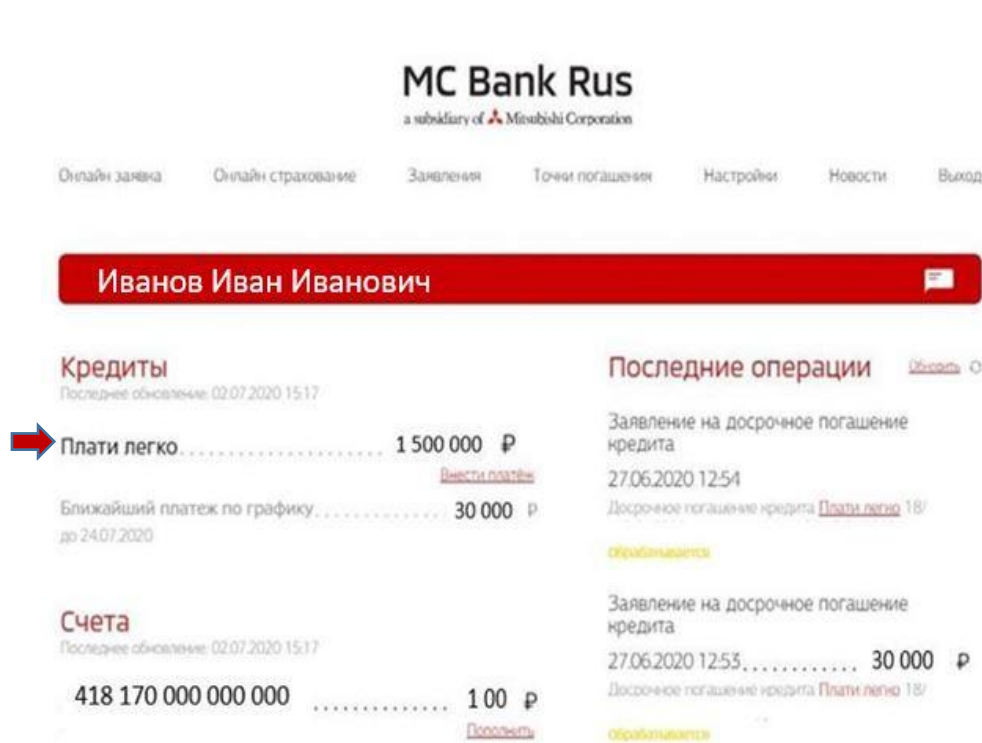 MC Bank Rus
a subsidiary of Mitsubishi Corporation
Онлайн заявка Онлайн страхование Заявления Точки погашения Настройки Новости Выход
Иванов Иван Иванович
Кредиты
Последнее обновление: 02.07.2020 15:17
Плати легко.................... 1 500 000 ₽
Внести платёж
Ближайший платеж по графику.............. 30 000 ₽
до 24.07.2020
Счета
Последнее обновление: 02.07.2020 15:17
418 170 000 000 000 .............. 1 00 ₽
Пополнить
Последние операции Обновить
Заявление на досрочное погашение
кредита
27.06.2020 12:54
Досрочное погашение кредита Плати легко 18/
обрабатывается
Заявление на досрочное погашение
кредита
27.06.2020 12:53............ 30 000 ₽
Досрочное погашение кредита Плати легко 18/
обрабатывается